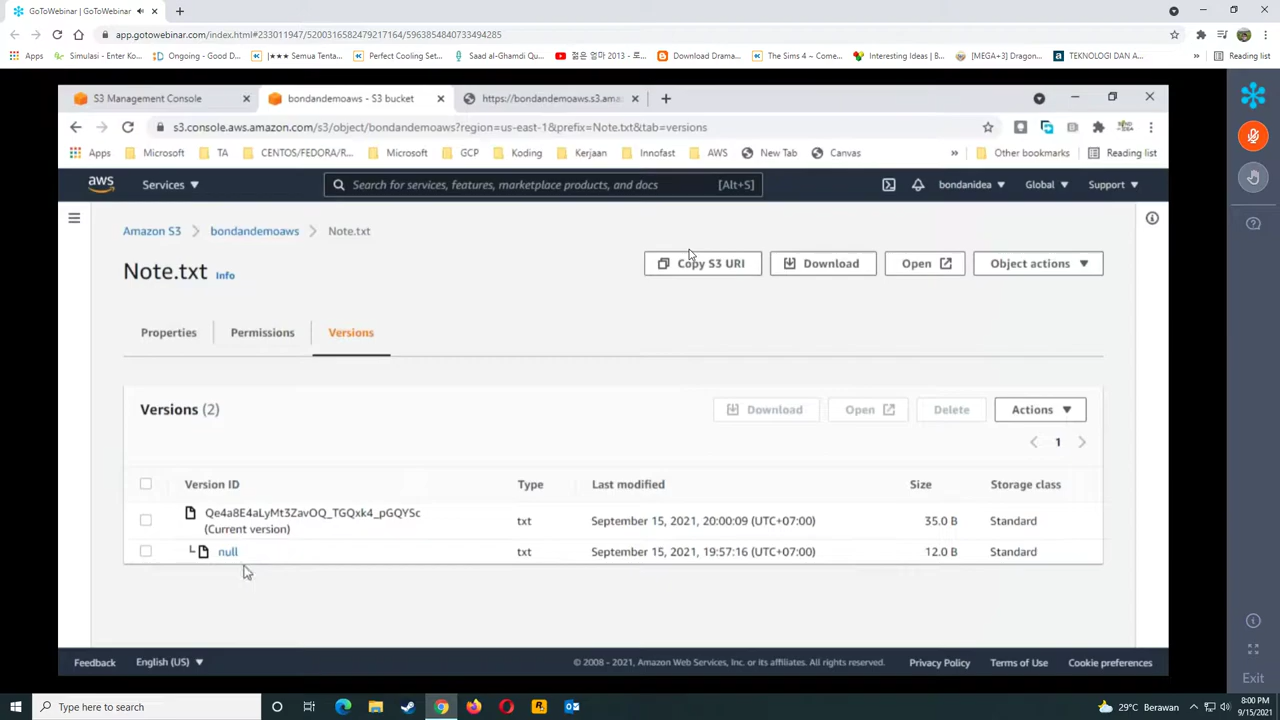 GoToWebinar | GoToWebinar
app.gotowebinar.com/index.html#233011947/5200316582479217164/5963854840733494285
Apps Simulasi - Enter Ko... Ongoing - Good D... |★★★ Semua Tenta... Perfect Cooling Set... Saad al-Ghamdi Qu... 젊은 엄마 2013 - 로... Download Drama... The Sims 4 – Come... Interesting Ideas | B... [MEGA+3] Dragon... TEKNOLOGI DAN A... Reading list
S3 Management Console bondandemoaws - S3 bucket https://bondandemoaws.s3.ama
s3.console.aws.amazon.com/s3/object/bondandemoaws?region=us-east-1&prefix=Note.txt&tab=versions
Apps Microsoft TA CENTOS/FEDORA/R... Microsoft GCP Koding Kerjaan Innofast AWS New Tab Canvas » Other bookmarks Reading list
aws Services ▼ Search for services, features, marketplace products, and docs [Alt+S] bondanidea ▼ Global ▼ Support ▼
Amazon S3 > bondandemoaws > Note.txt
Note.txt Info
Copy S3 URI Download Open Object actions ▼
Properties Permissions Versions
Versions (2) Download Open Delete Actions ▼
< 1 >
Version ID Type Last modified Size Storage class
Qe4a8E4aLyMt3ZavOQ_TGQxk4_pGQYSc
(Current version) txt September 15, 2021, 20:00:09 (UTC+07:00) 35.0 B Standard
null txt September 15, 2021, 19:57:16 (UTC+07:00) 12.0 B Standard
Feedback English (US) ▼ © 2008 - 2021, Amazon Web Services, Inc. or its affiliates. All rights reserved. Privacy Policy Terms of Use Cookie preferences
Exit
Type here to search 29°C Berawan 8:00 PM
9/15/2021